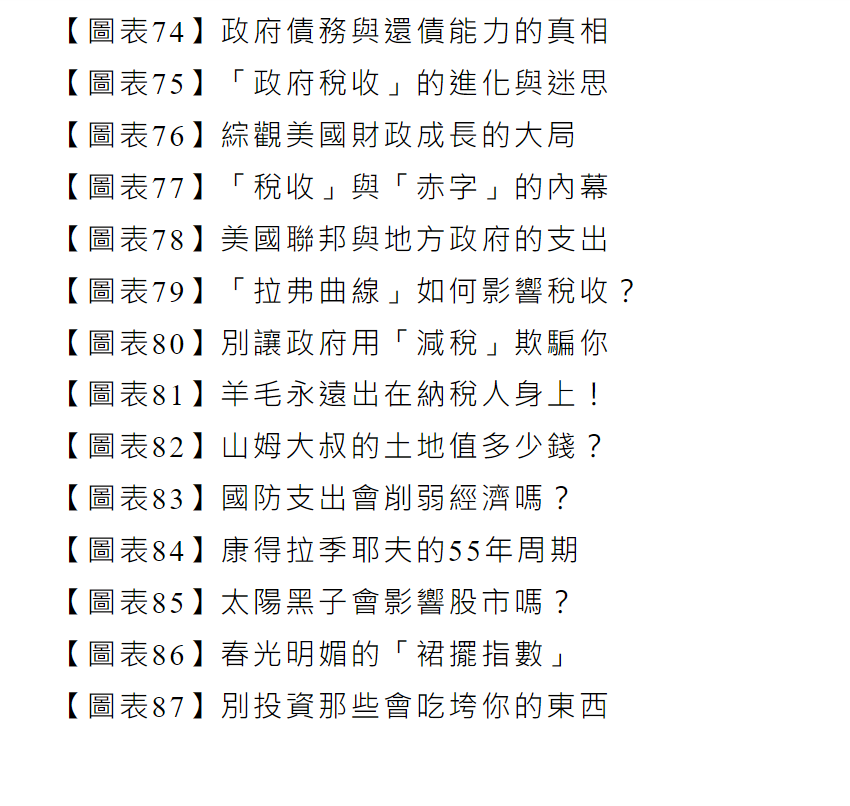 【圖表74】政府債務與還債能力的真相
【圖表75】「政府稅收」的進化與迷思
【圖表76】綜觀美國財政成長的大局
【圖表77】「稅收」與「赤字」的內幕
【圖表78】美國聯邦與地方政府的支出
【圖表79】「拉弗曲線」如何影響稅收？
【圖表80】別讓政府用「減稅」欺騙你
【圖表81】羊毛永遠出在納稅人身上！
【圖表82】山姆大叔的土地值多少錢？
【圖表83】國防支出會削弱經濟嗎？
【圖表84】康得拉季耶夫的55年周期
【圖表85】太陽黑子會影響股市嗎？
【圖表86】春光明媚的「裙擺指數」
【圖表87】別投資那些會吃垮你的東西